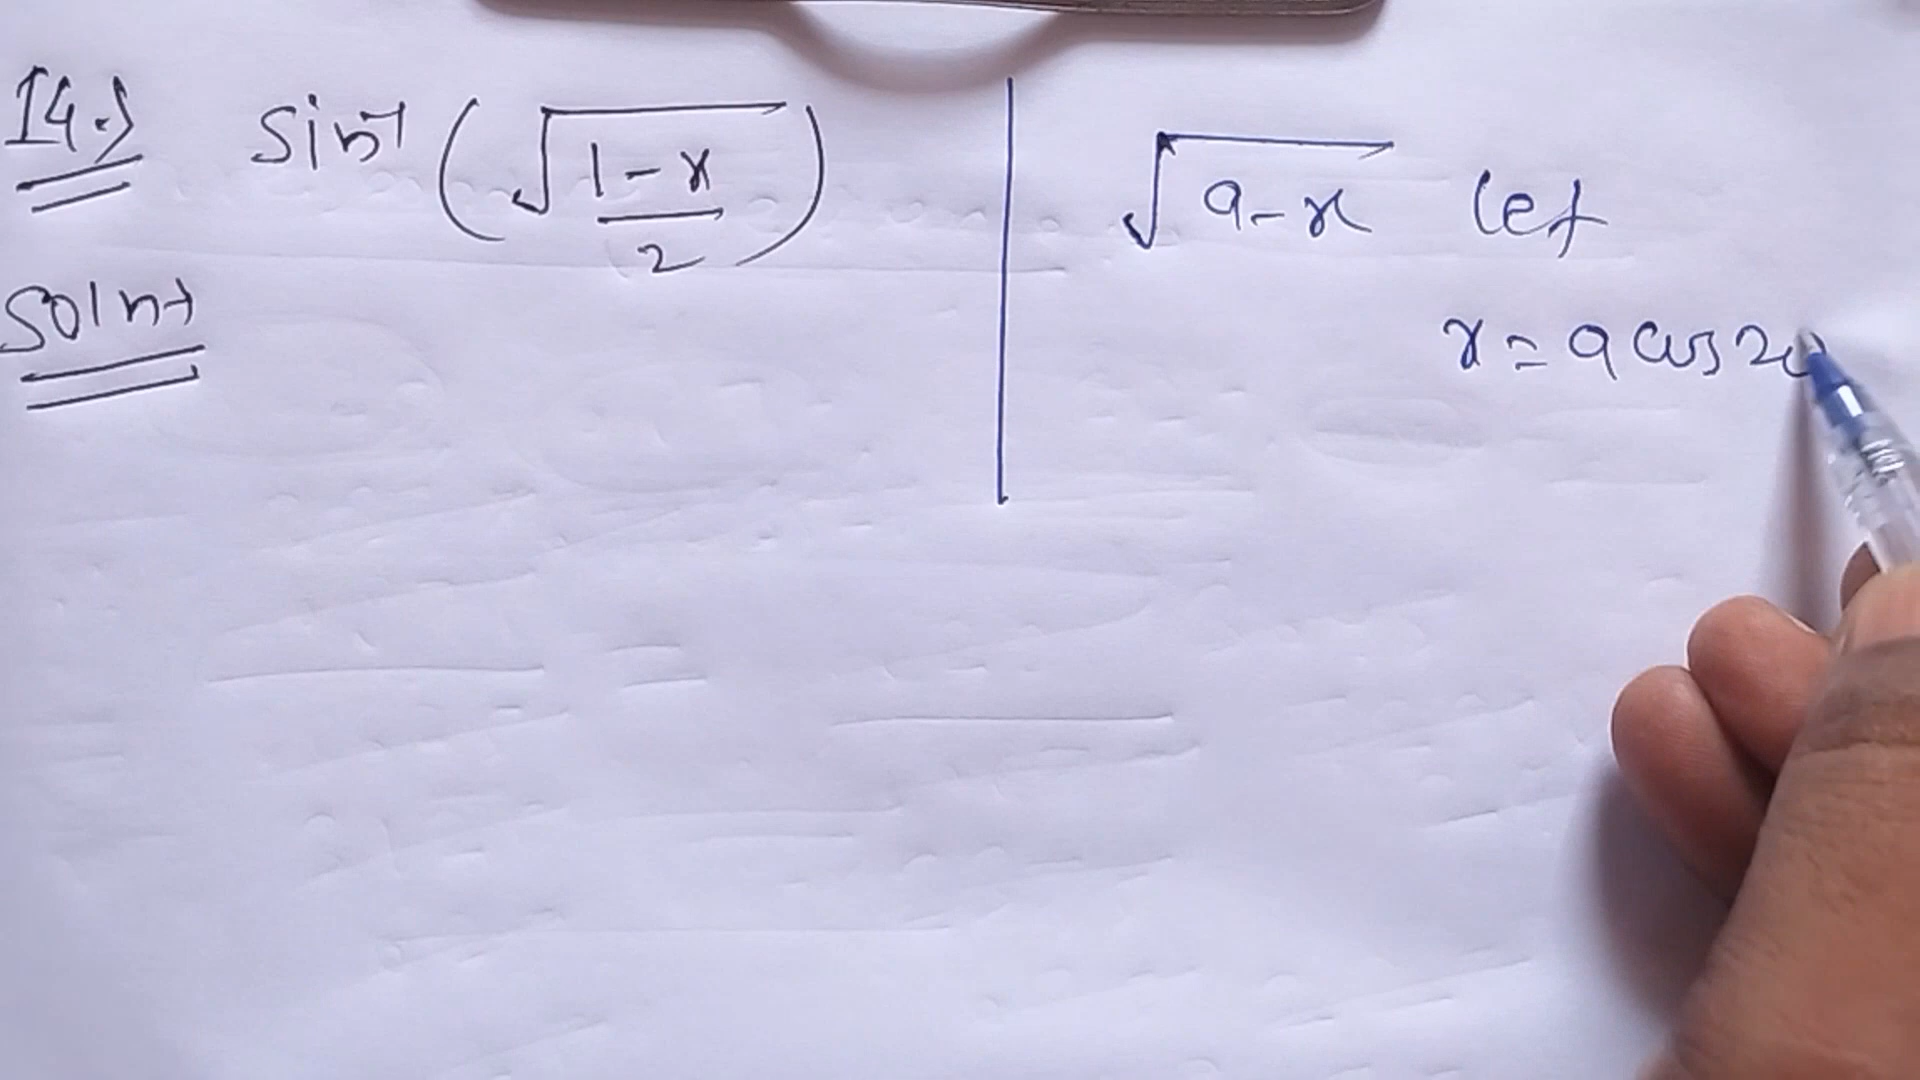 14.) sin⁻¹ (√(1-x)/2)
Soln→
√(a-x) let
x = a cos 2θ